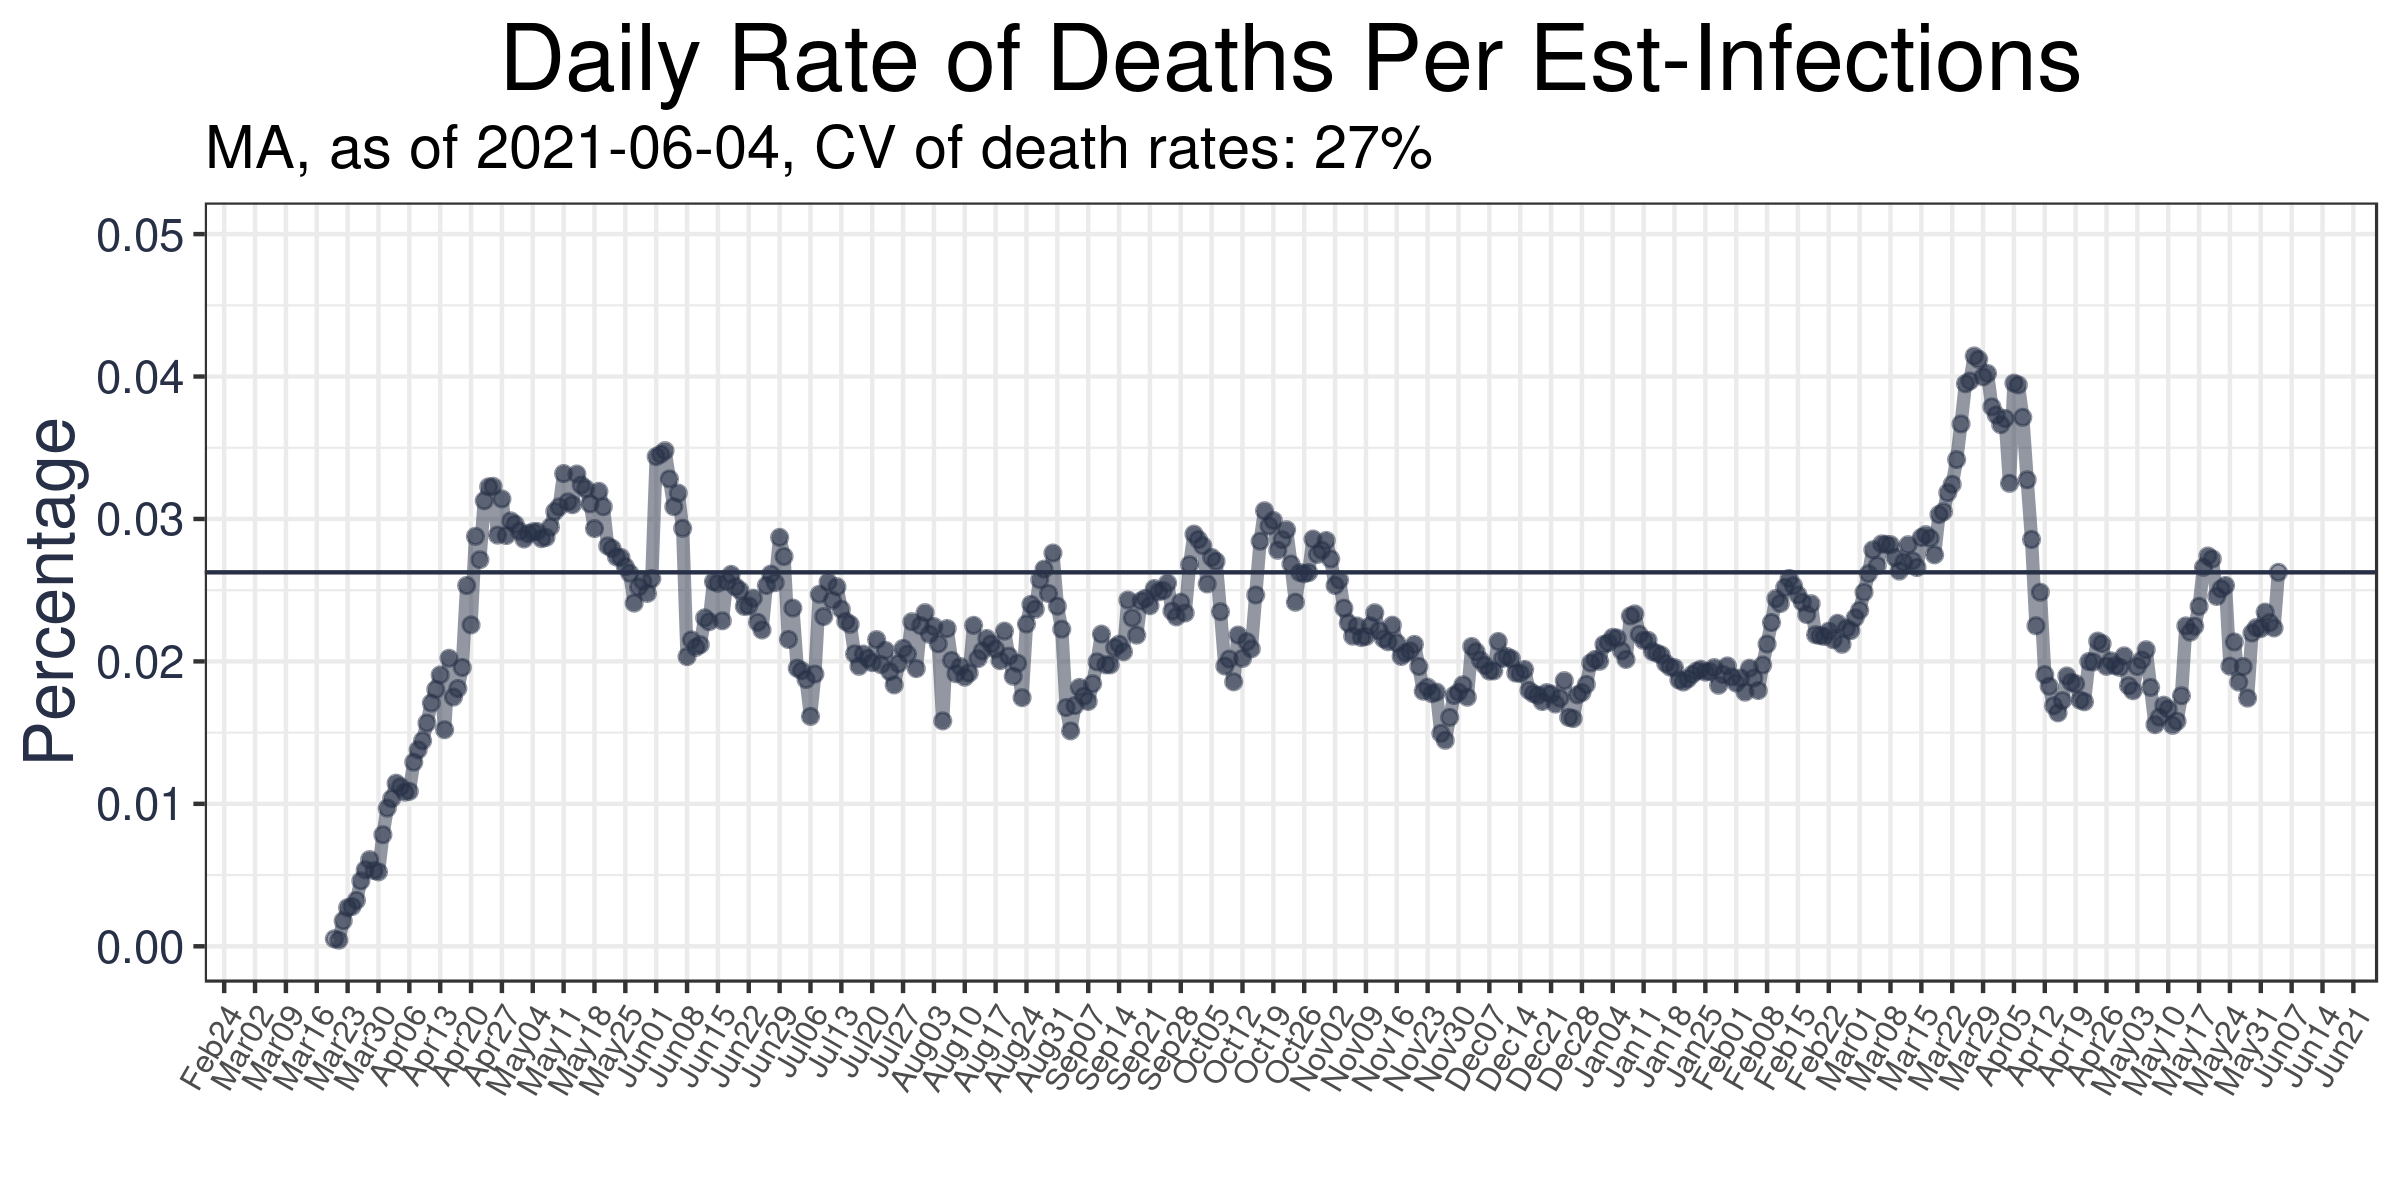 Daily Rate of Deaths Per Est-Infections
MA, as of 2021-06-04, CV of death rates: 27%
Percentage
0.05
0.04
0.03
0.02
0.01
0.00
Feb24
Mar02
Mar09
Mar16
Mar23
Mar30
Apr06
Apr13
Apr20
Apr27
May04
May11
May18
May25
Jun01
Jun08
Jun15
Jun22
Jun29
Jul06
Jul13
Jul20
Jul27
Aug03
Aug10
Aug17
Aug24
Aug31
Sep07
Sep14
Sep21
Sep28
Oct05
Oct12
Oct19
Oct26
Nov02
Nov09
Nov16
Nov23
Nov30
Dec07
Dec14
Dec21
Dec28
Jan04
Jan11
Jan18
Jan25
Feb01
Feb08
Feb15
Feb22
Mar01
Mar08
Mar15
Mar22
Mar29
Apr05
Apr12
Apr19
Apr26
May03
May10
May17
May24
May31
Jun07
Jun14
Jun21